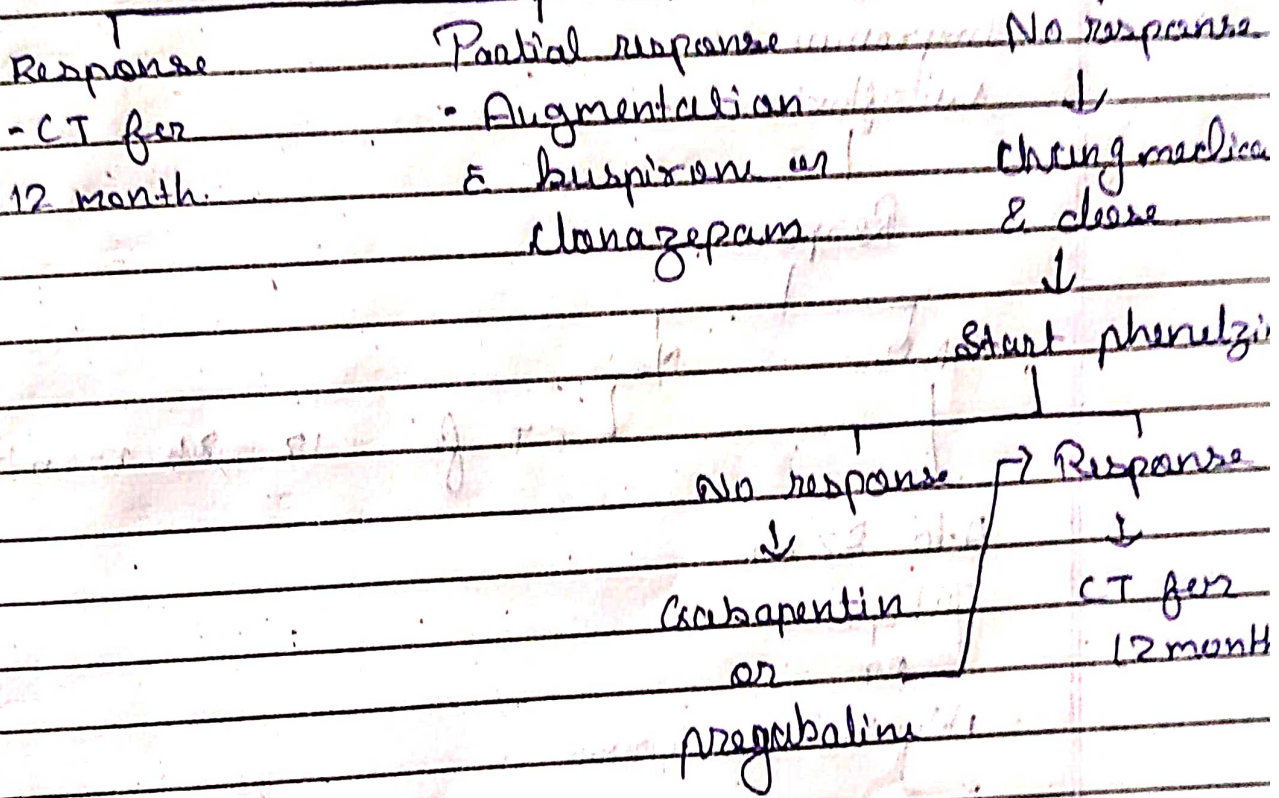 Response
- CT for
12 month.
Partial response
- Augmentation
c̄ buspirone or
clonazepam
No response
↓
chang medica
& dose
↓
Start phenelzi
No response
↓
Gabapentin
or
pregabaline
→ Response
↓
CT for
12 month